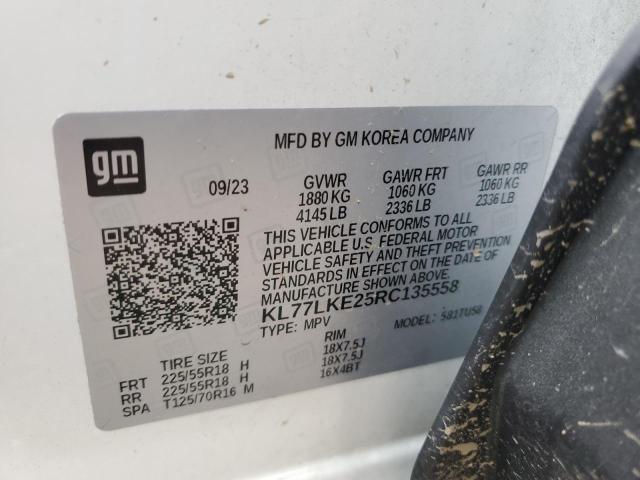 gm
MFD BY GM KOREA COMPANY
09/23 GVWR GAWR FRT GAWR RR
1880 KG 1060 KG 1060 KG
4145 LB 2336 LB 2336 LB
THIS VEHICLE CONFORMS TO ALL
APPLICABLE U.S. FEDERAL MOTOR
VEHICLE SAFETY AND THEFT PREVENTION
STANDARDS IN EFFECT ON THE DATE OF
MANUFACTURE SHOWN ABOVE.
KL77LKE25RC135558
TYPE: MPV MODEL: 5B1TU58
TIRE SIZE RIM
FRT 225/55R18 H 18X7.5J
RR 225/55R18 H 18X7.5J
SPA T125/70R16 M 16X4BT